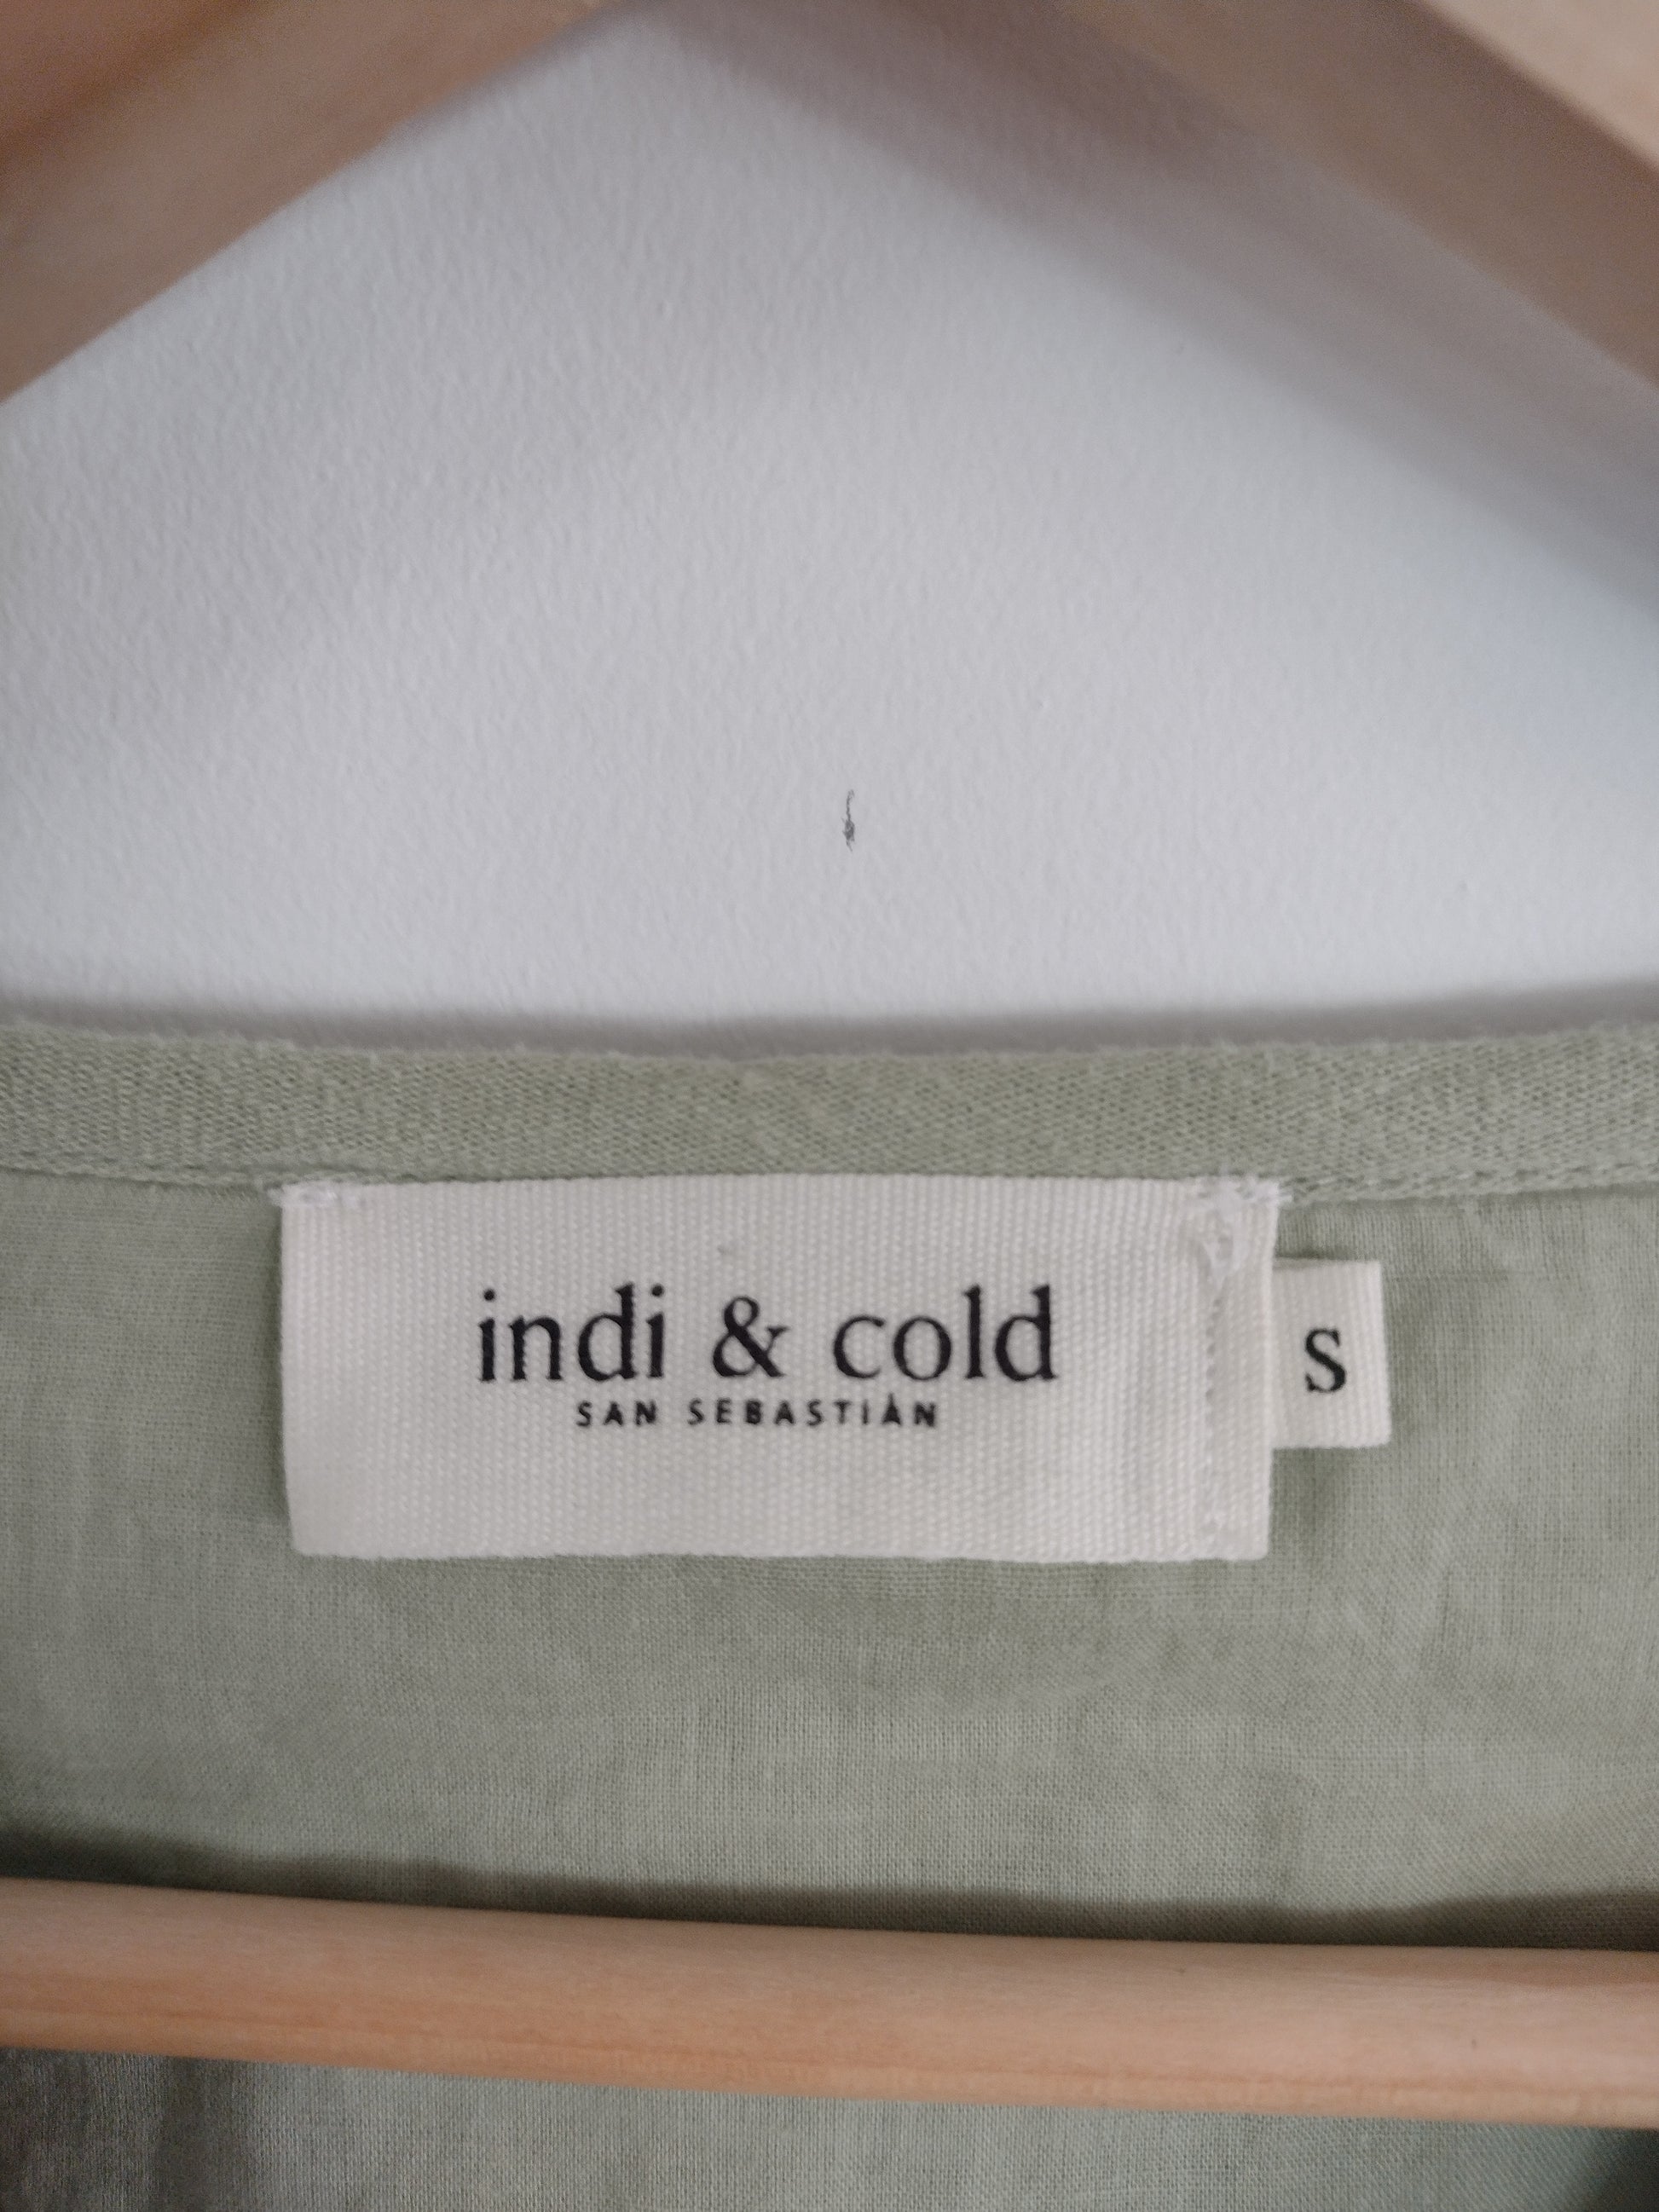 indi & cold
SAN SEBASTIÁN
S